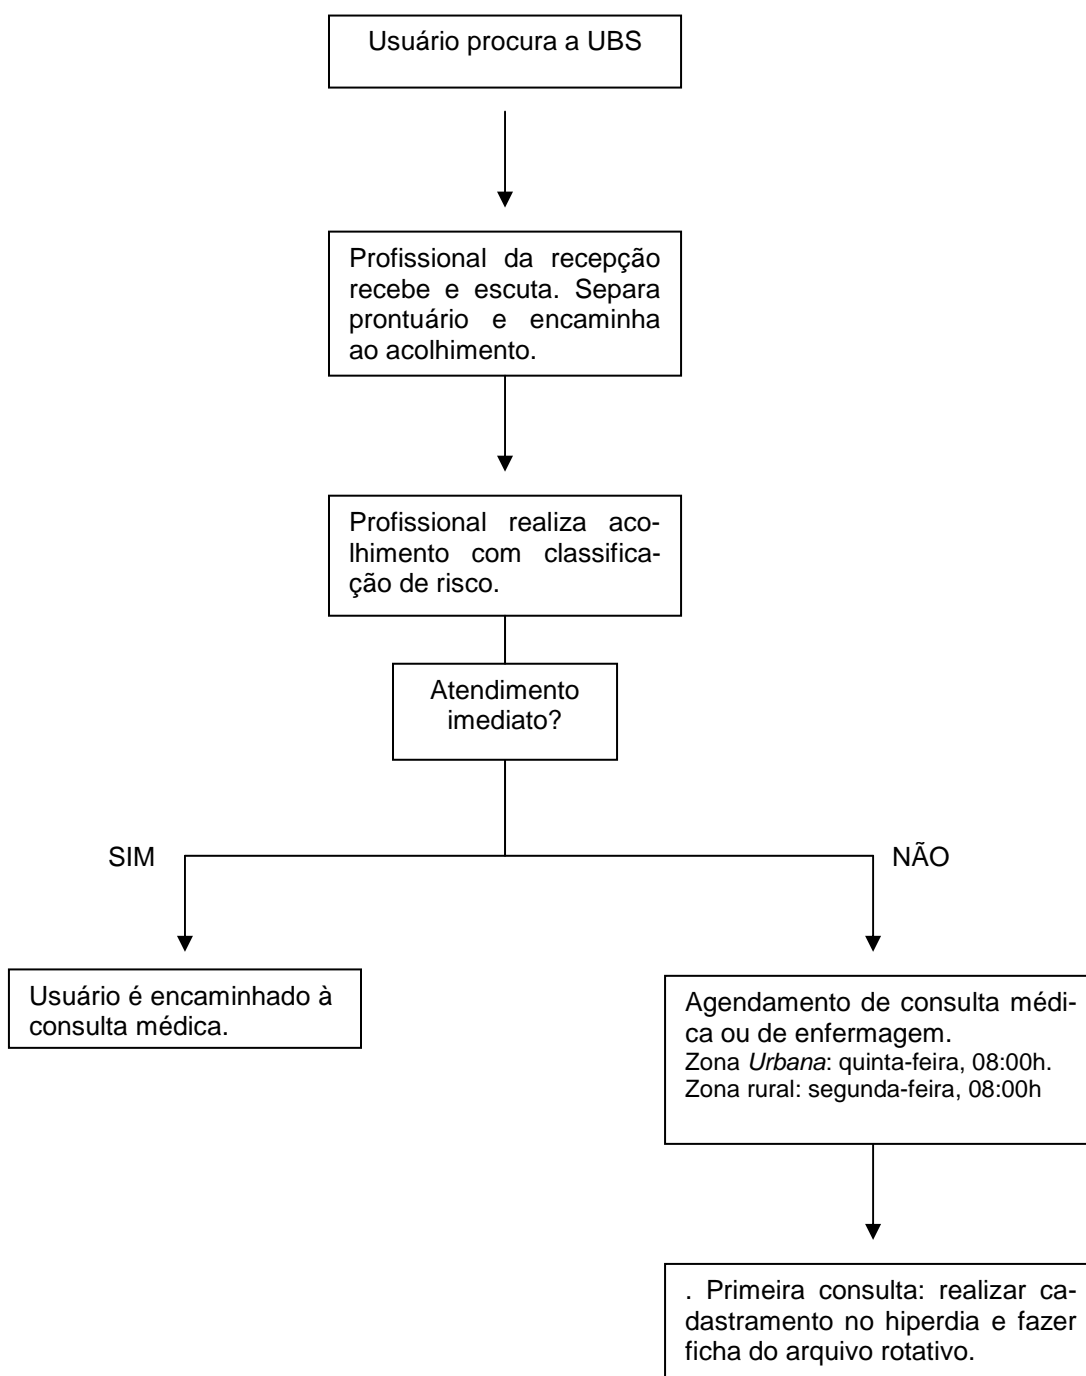 Usuário procura a UBS
Profissional da recepção
recebe e escuta. Separa
prontuário e encaminha
ao acolhimento.
Profissional realiza aco-
lhimento com classifica-
ção de risco.
Atendimento
imediato?
SIM
NÃO
Usuário é encaminhado à
consulta médica.
Agendamento de consulta médi-
ca ou de enfermagem.
Zona Urbana: quinta-feira, 08:00h.
Zona rural: segunda-feira, 08:00h
. Primeira consulta: realizar ca-
dastramento no hiperdia e fazer
ficha do arquivo rotativo.